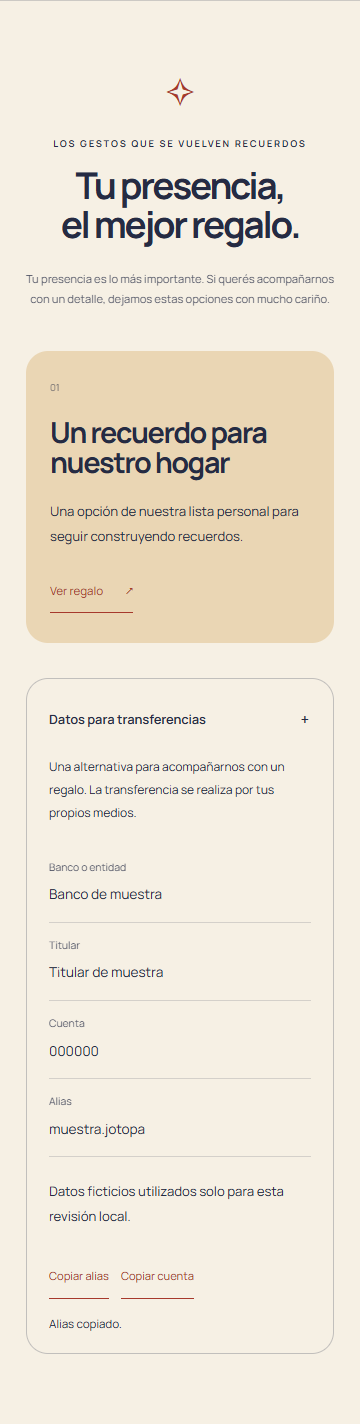 LOS GESTOS QUE SE VUELVEN RECUERDOS
Tu presencia,
el mejor regalo.
Tu presencia es lo más importante. Si querés acompañarnos
con un detalle, dejamos estas opciones con mucho cariño.
01
Un recuerdo para
nuestro hogar
Una opción de nuestra lista personal para
seguir construyendo recuerdos.
Ver regalo ↗
Datos para transferencias +
Una alternativa para acompañarnos con un
regalo. La transferencia se realiza por tus
propios medios.
Banco o entidad
Banco de muestra
Titular
Titular de muestra
Cuenta
000000
Alias
muestra.jotopa
Datos ficticios utilizados solo para esta
revisión local.
Copiar alias Copiar cuenta
Alias copiado.